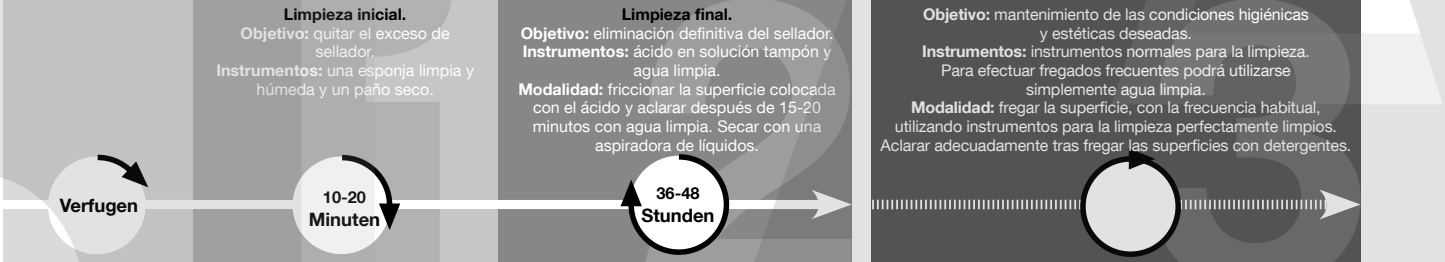 Limpieza inicial.
Objetivo: quitar el exceso de
sellador.
Instrumentos: una esponja limpia y
húmeda y un paño seco.
Limpieza final.
Objetivo: eliminación definitiva del sellador.
Instrumentos: ácido en solución tampón y
agua limpia.
Modalidad: friccionar la superficie colocada
con el ácido y aclarar después de 15-20
minutos con agua limpia. Secar con una
aspiradora de líquidos.
Objetivo: mantenimiento de las condiciones higiénicas
y estéticas deseadas.
Instrumentos: instrumentos normales para la limpieza.
Para efectuar fregados frecuentes podrá utilizarse
simplemente agua limpia.
Modalidad: fregar la superficie, con la frecuencia habitual,
utilizando instrumentos para la limpieza perfectamente limpios.
Aclarar adecuadamente tras fregar las superficies con detergentes.
Verfugen
10-20
Minuten
36-48
Stunden
1
2
3